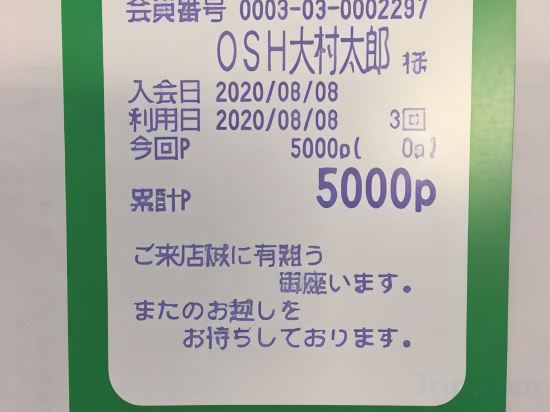 会員番号 0003-03-0002297
OSH大村太郎 様
入会日 2020/08/08
利用日 2020/08/08 3回
今回P 5000p( 0p)
累計P 5000p
ご来店誠に有難う
御座います。
またのお越しを
お待ちしております。
Trip.com